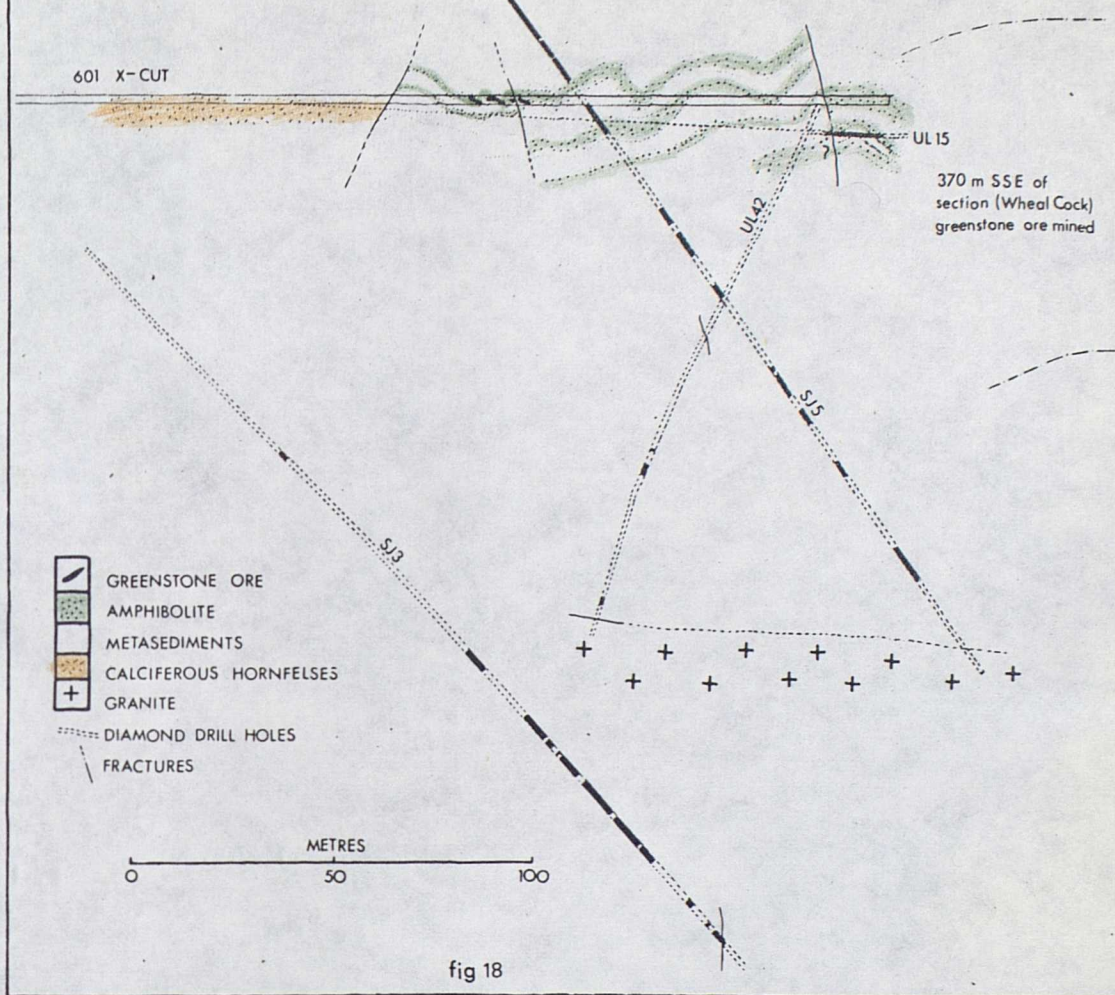 601 X-CUT
UL 15
370 m SSE of
section (Wheal Cock)
greenstone ore mined
UL42
?
SJ5
SJ3
GREENSTONE ORE
AMPHIBOLITE
METASEDIMENTS
CALCIFEROUS HORNFELSES
GRANITE
DIAMOND DRILL HOLES
FRACTURES
METRES
0 50 100
fig 18